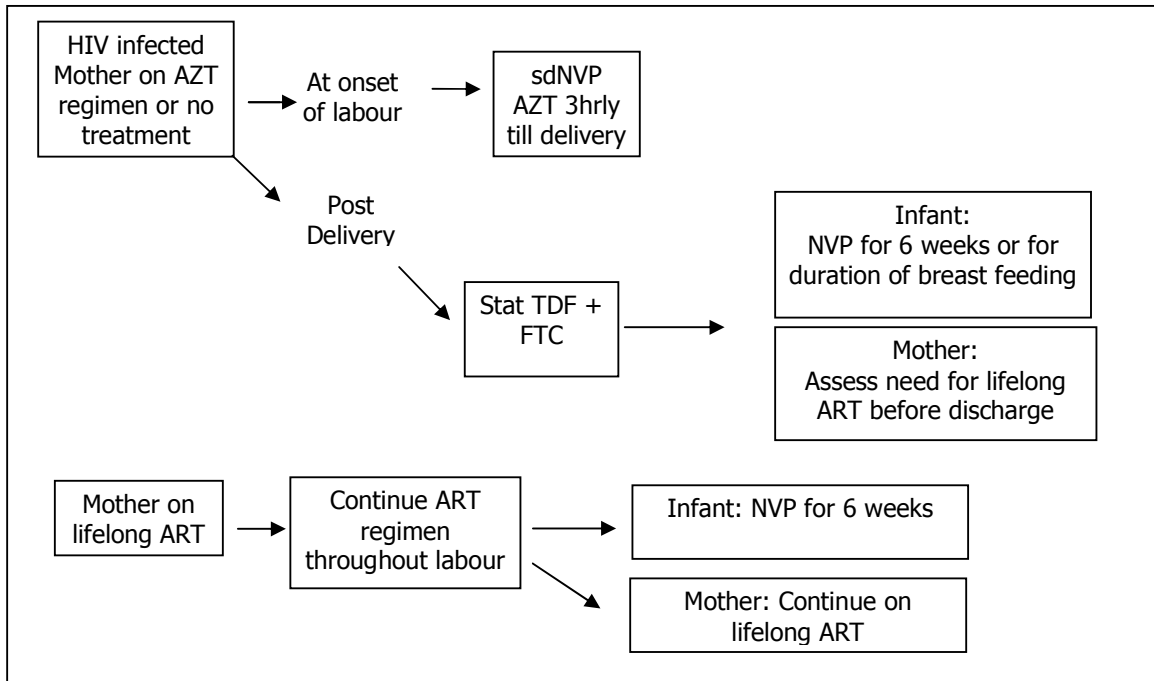 HIV infected
Mother on AZT
regimen or no
treatment
At onset
of labour
sdNVP
AZT 3hrly
till delivery
Post
Delivery
Stat TDF +
FTC
Infant:
NVP for 6 weeks or for
duration of breast feeding
Mother:
Assess need for lifelong
ART before discharge
Mother on
lifelong ART
Continue ART
regimen
throughout labour
Infant: NVP for 6 weeks
Mother: Continue on
lifelong ART